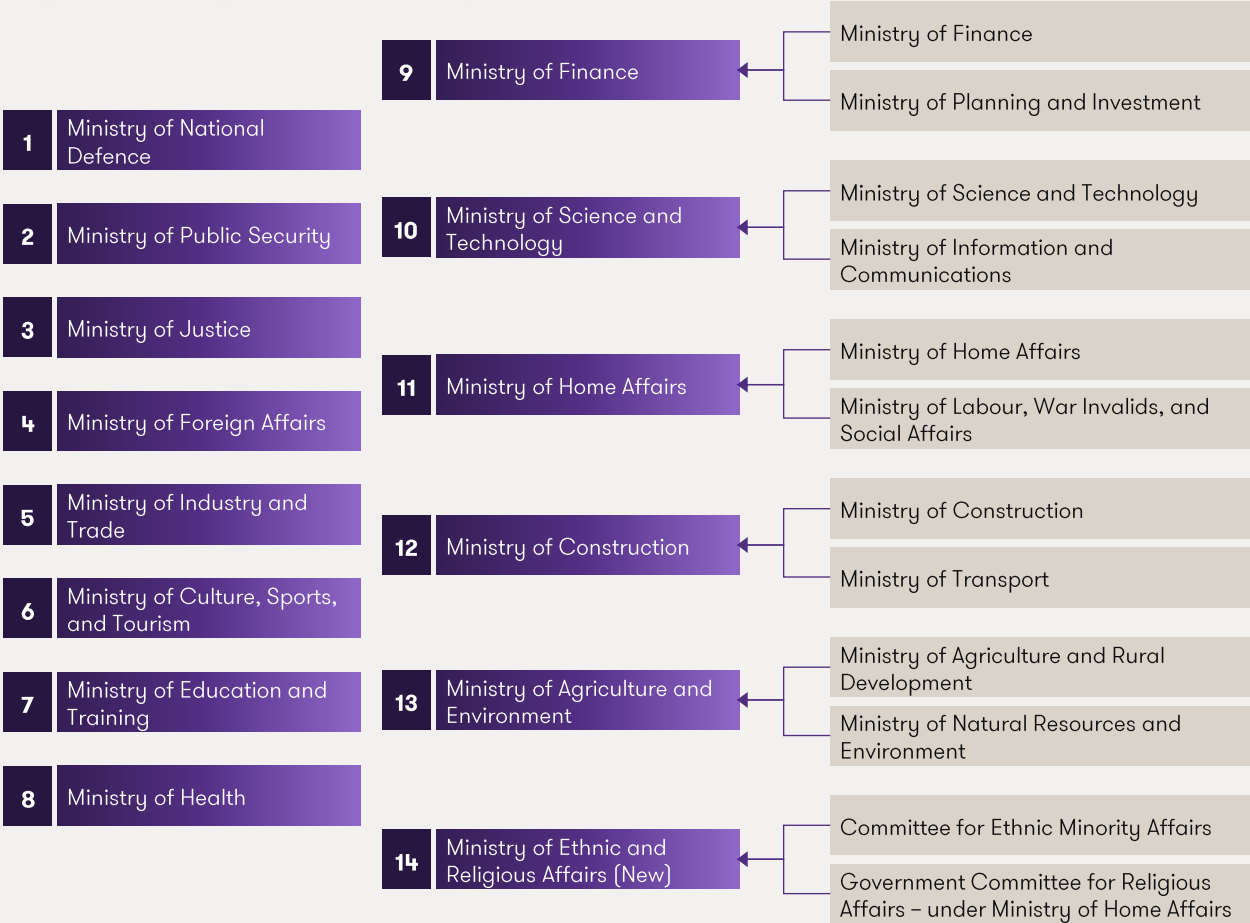 1
Ministry of National
Defence
2
Ministry of Public Security
3
Ministry of Justice
4
Ministry of Foreign Affairs
5
Ministry of Industry and
Trade
6
Ministry of Culture, Sports,
and Tourism
7
Ministry of Education and
Training
8
Ministry of Health
9
Ministry of Finance
Ministry of Finance
Ministry of Planning and Investment
10
Ministry of Science and
Technology
Ministry of Science and Technology
Ministry of Information and
Communications
11
Ministry of Home Affairs
Ministry of Home Affairs
Ministry of Labour, War Invalids, and
Social Affairs
12
Ministry of Construction
Ministry of Construction
Ministry of Transport
13
Ministry of Agriculture and
Environment
Ministry of Agriculture and Rural
Development
Ministry of Natural Resources and
Environment
14
Ministry of Ethnic and
Religious Affairs (New)
Committee for Ethnic Minority Affairs
Government Committee for Religious
Affairs – under Ministry of Home Affairs